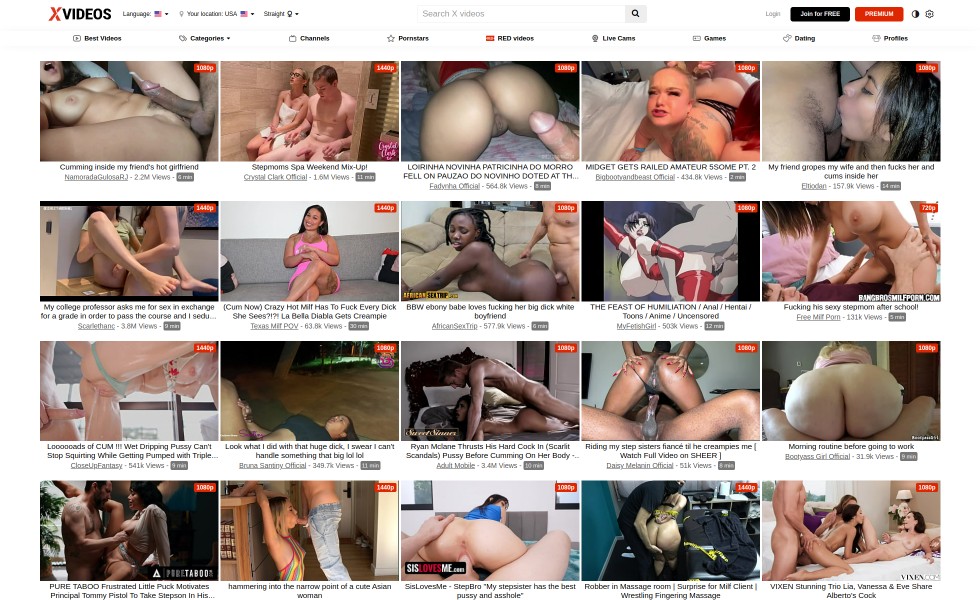 XVIDEOS
Language:
Your location: USA
Straight
Search X videos
Login
Join for FREE
PREMIUM
Best Videos
Categories
Channels
Pornstars
RED videos
Live Cams
Games
Dating
Profiles
1080p
1440p
1080p
1080p
1080p
Cumming inside my friend's hot girlfriend
NamoradaGulosaRJ - 2.2M Views - 6 min
Stepmoms Spa Weekend Mix-Up!
Crystal Clark Official - 1.6M Views - 11 min
LOIRINHA NOVINHA PATRICINHA DO MORRO
FELL ON PAUZAO DO NOVINHO DOTED AT TH...
Fadynha Official - 564.8k Views - 8 min
MIDGET GETS RAILED AMATEUR 5SOME PT. 2
Bigbootyandbeast Official - 434.8k Views - 2 min
My friend gropes my wife and then fucks her and
cums inside her
Eltiodan - 157.9k Views - 14 min
1440p
1440p
1080p
1080p
720p
AFRICANSEXTRIP.COM
BANGBROSMILFPORN.COM
My college professor asks me for sex in exchange
for a grade in order to pass the course and I sedu...
Scarlethanc - 3.8M Views - 9 min
(Cum Now) Crazy Hot Milf Has To Fuck Every Dick
She Sees?!?! La Bella Diabla Gets Creampie
Texas Milf POV - 63.8k Views - 30 min
BBW ebony babe loves fucking her big dick white
boyfriend
AfricanSexTrip - 577.9k Views - 6 min
THE FEAST OF HUMILIATION / Anal / Hentai /
Toons / Anime / Uncensored
MyFetishGirl - 503k Views - 12 min
Fucking his sexy stepmom after school!
Free Milf Porn - 131k Views - 5 min
1440p
1080p
1080p
1080p
1080p
SweetSinner
Bootyass51
Loooooads of CUM !!! Wet Dripping Pussy Can't
Stop Squirting While Getting Pumped with Triple...
CloseUpFantasy - 541k Views - 9 min
Look what I did with that huge dick, I swear I can't
handle something that big lol lol
Bruna Santiny Official - 349.7k Views - 11 min
Ryan Mclane Thrusts His Hard Cock In (Scarlit
Scandals) Pussy Before Cumming On Her Body -..
Adult Mobile - 3.4M Views - 10 min
Riding my step sisters fiancé til he creampies me [
Watch Full Video on SHEER ]
Daisy Melanin Official - 51k Views - 8 min
Morning routine before going to work
Bootyass Girl Official - 31.9k Views - 9 min
1080p
1440p
1080p
1440p
1080p
PURETABOO
SISLOVESME.COM
VIXEN.COM
PURE TABOO Frustrated Little Puck Motivates
Principal Tommy Pistol To Take Stepson In His...
hammering into the narrow point of a cute Asian
woman
SisLovesMe - StepBro "My stepsister has the best
pussy and asshole"
Robber in Massage room | Surprise for Milf Client |
Wrestling Fingering Massage
VIXEN Stunning Trio Lia, Vanessa & Eve Share
Alberto's Cock